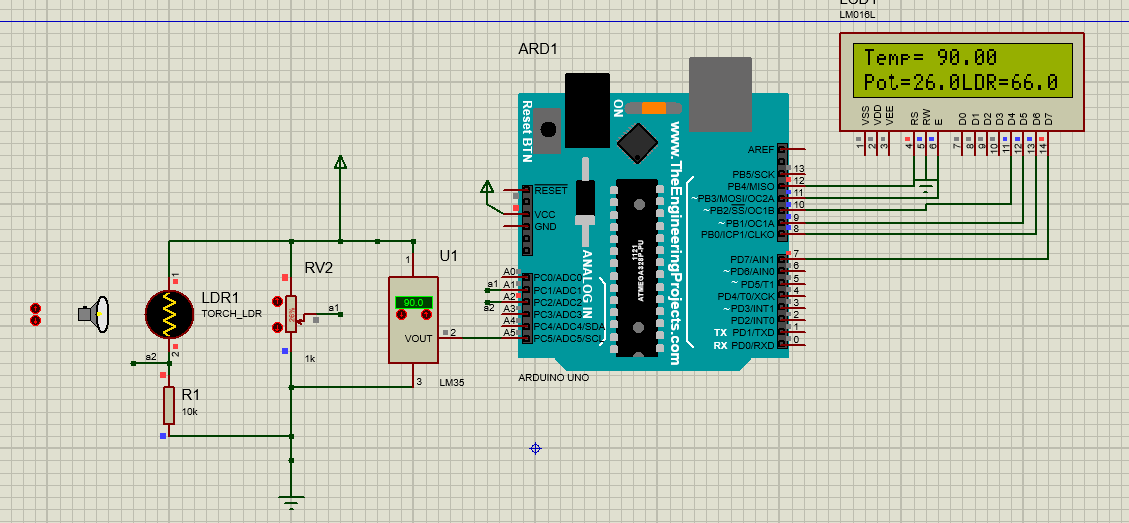 LM016L
Temp= 90.00
Pot=26.0LDR=66.0
VSS
VDD
VEE
RS
RW
E
D0
D1
D2
D3
D4
D5
D6
D7
1
2
3
4
5
6
7
8
9
10
11
12
13
14
ARD1
Reset BTN
ON
www.TheEngineeringProjects.com
ANALOG IN
1121
ATMEGA328P-PU
RESET
VCC
GND
A0
A1
A2
A3
A4
A5
PC0/ADC0
PC1/ADC1
PC2/ADC2
PC3/ADC3
PC4/ADC4/SDA
PC5/ADC5/SCL
a1
a2
AREF
PB5/SCK
13
PB4/MISO
12
~PB3/MOSI/OC2A
11
~PB2/SS/OC1B
10
~PB1/OC1A
9
PB0/ICP1/CLKO
8
PD7/AIN1
7
~PD6/AIN0
6
~PD5/T1
5
PD4/T0/XCK
4
~PD3/INT1
3
PD2/INT0
2
TX PD1/TXD
1
RX PD0/RXD
0
ARDUINO UNO
U1
1
90.0
VOUT
2
3
LM35
RV2
26%
a1
1k
LDR1
TORCH_LDR
1
2
a2
R1
10k